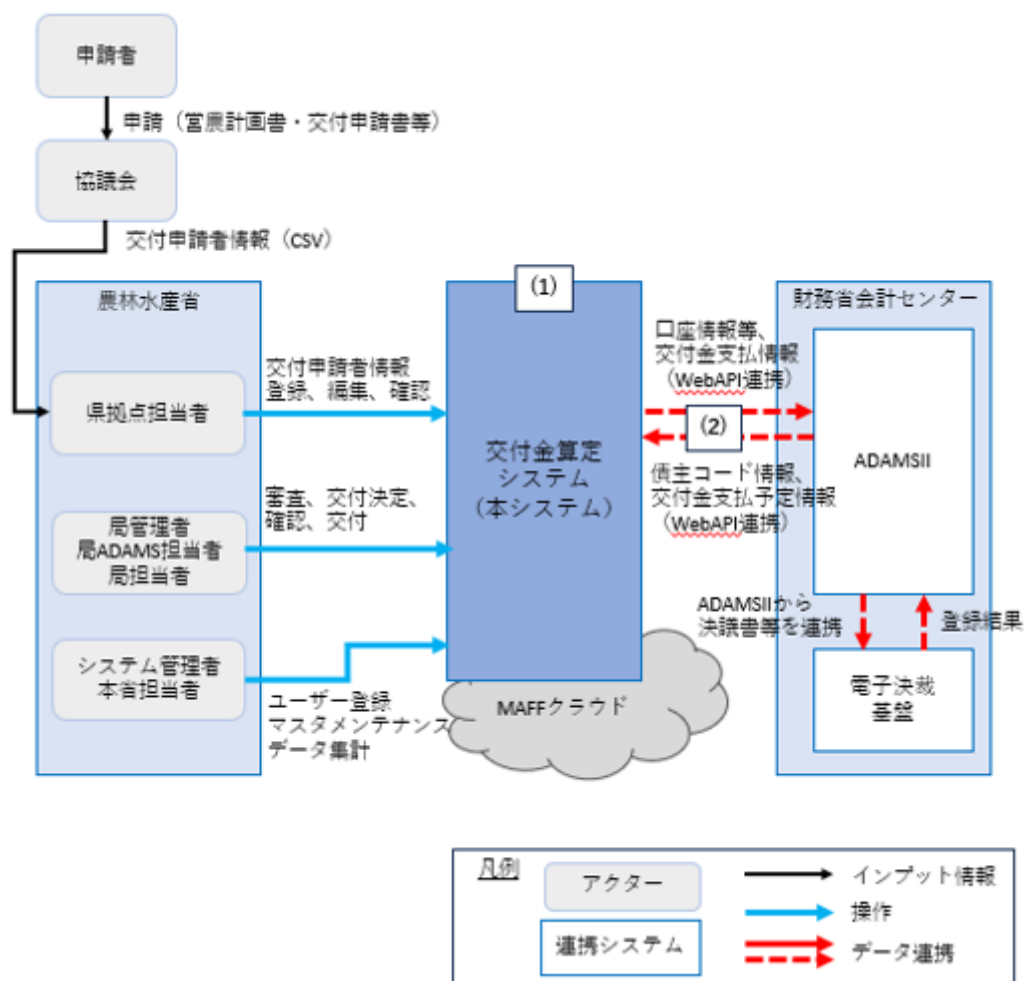 申請者
申請（営農計画書・交付申請書等）
協議会
交付申請者情報（CSV）
農林水産省
県拠点担当者
局管理者
局ADAMS担当者
局担当者
システム管理者
本省担当者
交付申請者情報
登録、編集、確認
審査、交付決定、
確認、交付
ユーザー登録
マスタメンテナンス
データ集計
(1)
交付金算定
システム
（本システム）
MAFFクラウド
口座情報等、
交付金支払情報
（WebAPI連携）
(2)
債主コード情報、
交付金支払予定情報
（WebAPI連携）
財務省会計センター
ADAMSII
ADAMSIIから
決議書等を連携
登録結果
電子決裁
基盤
凡例
アクター
連携システム
インプット情報
操作
データ連携